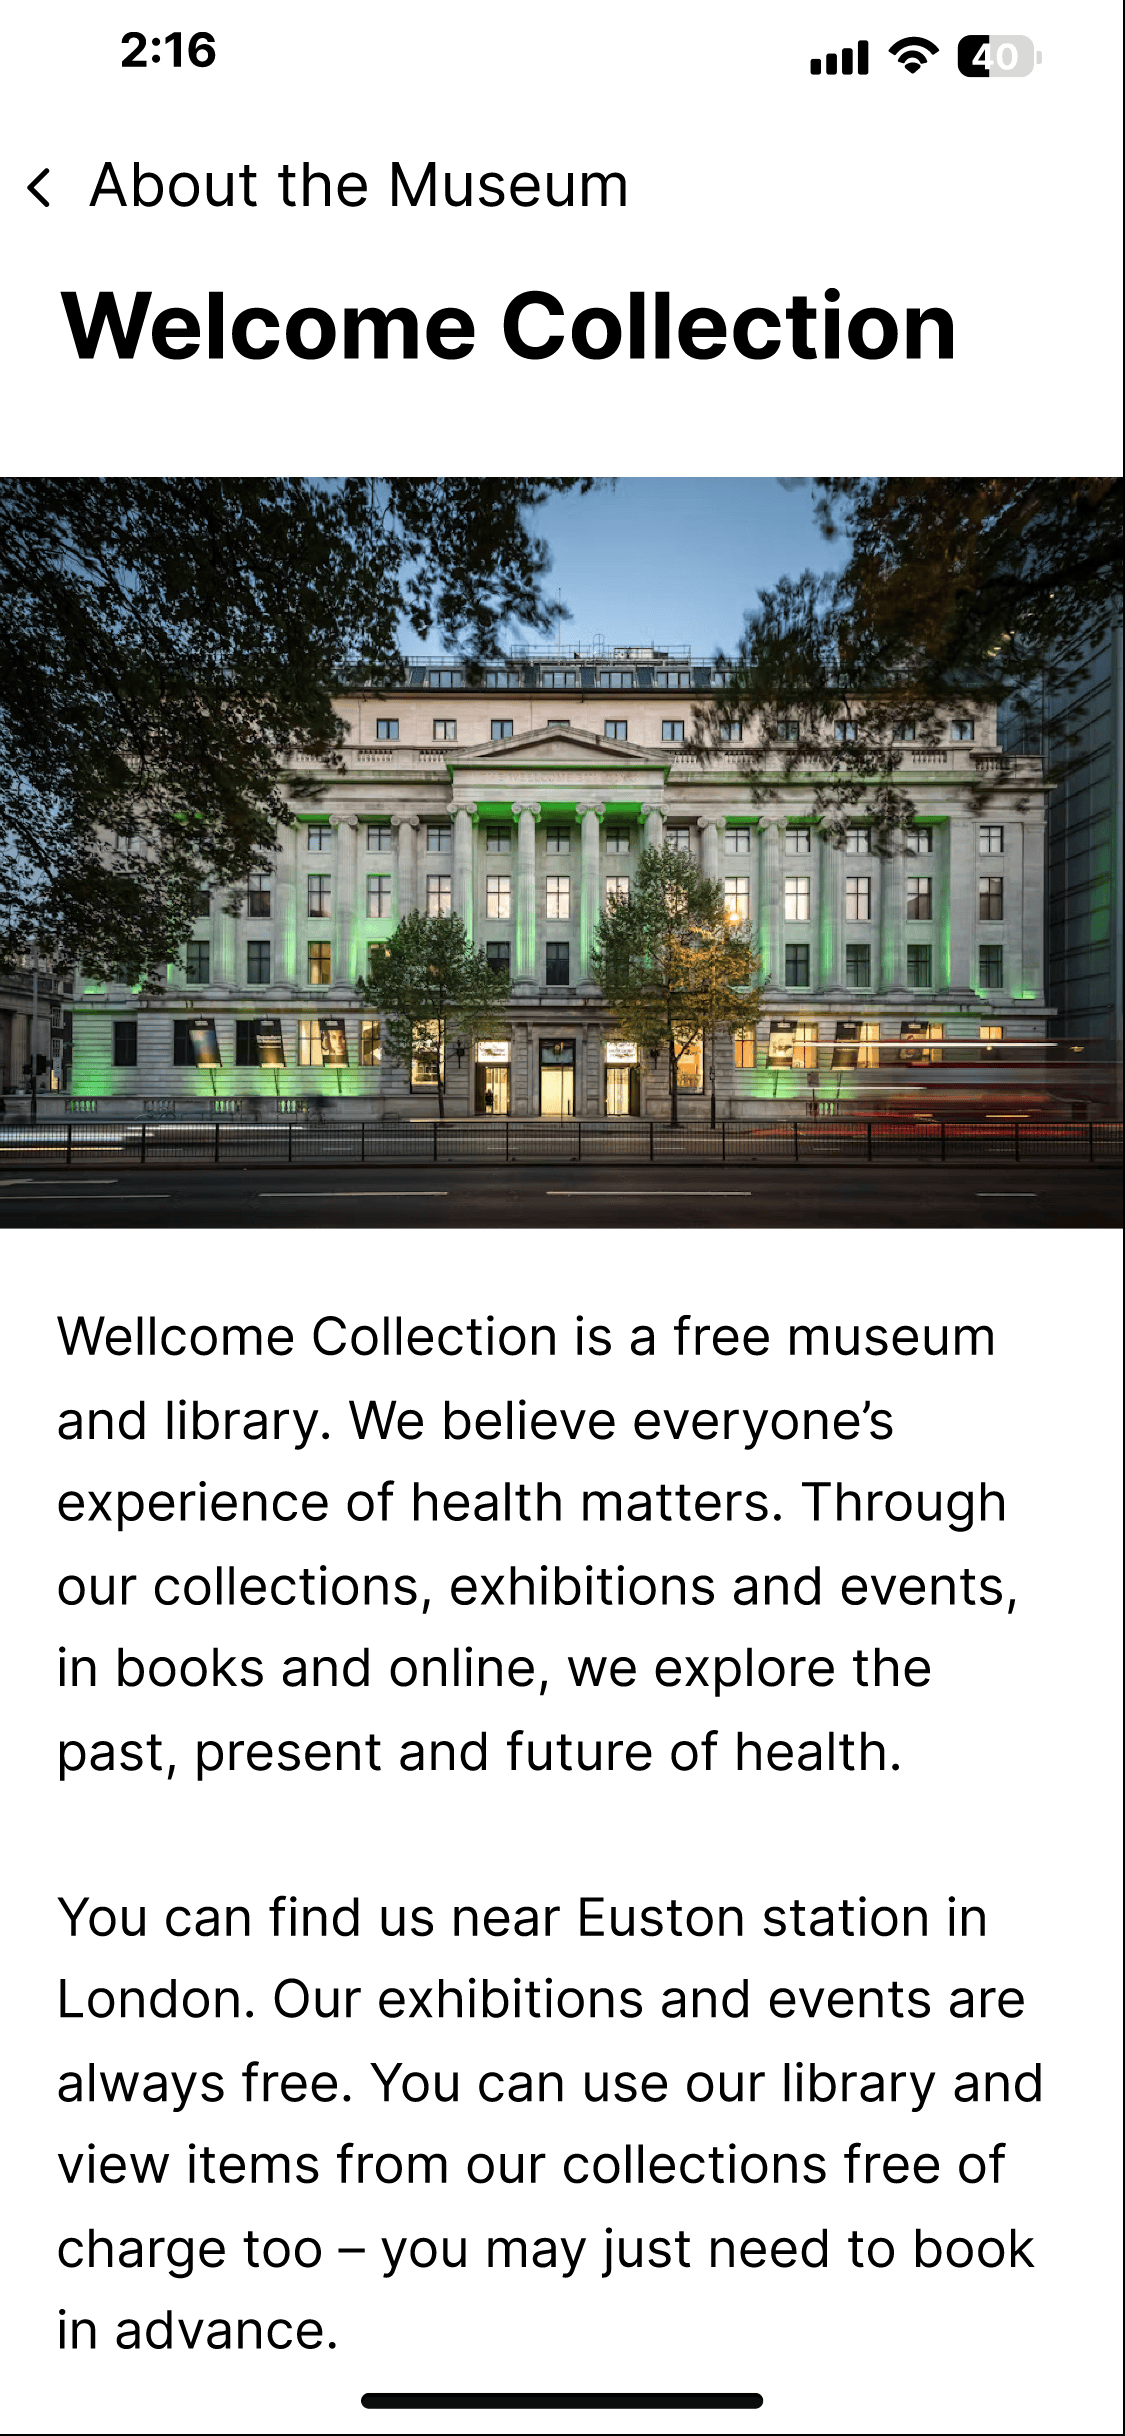 2:16
40
About the Museum
Welcome Collection
Wellcome Collection is a free museum
and library. We believe everyone’s
experience of health matters. Through
our collections, exhibitions and events,
in books and online, we explore the
past, present and future of health.
You can find us near Euston station in
London. Our exhibitions and events are
always free. You can use our library and
view items from our collections free of
charge too – you may just need to book
in advance.